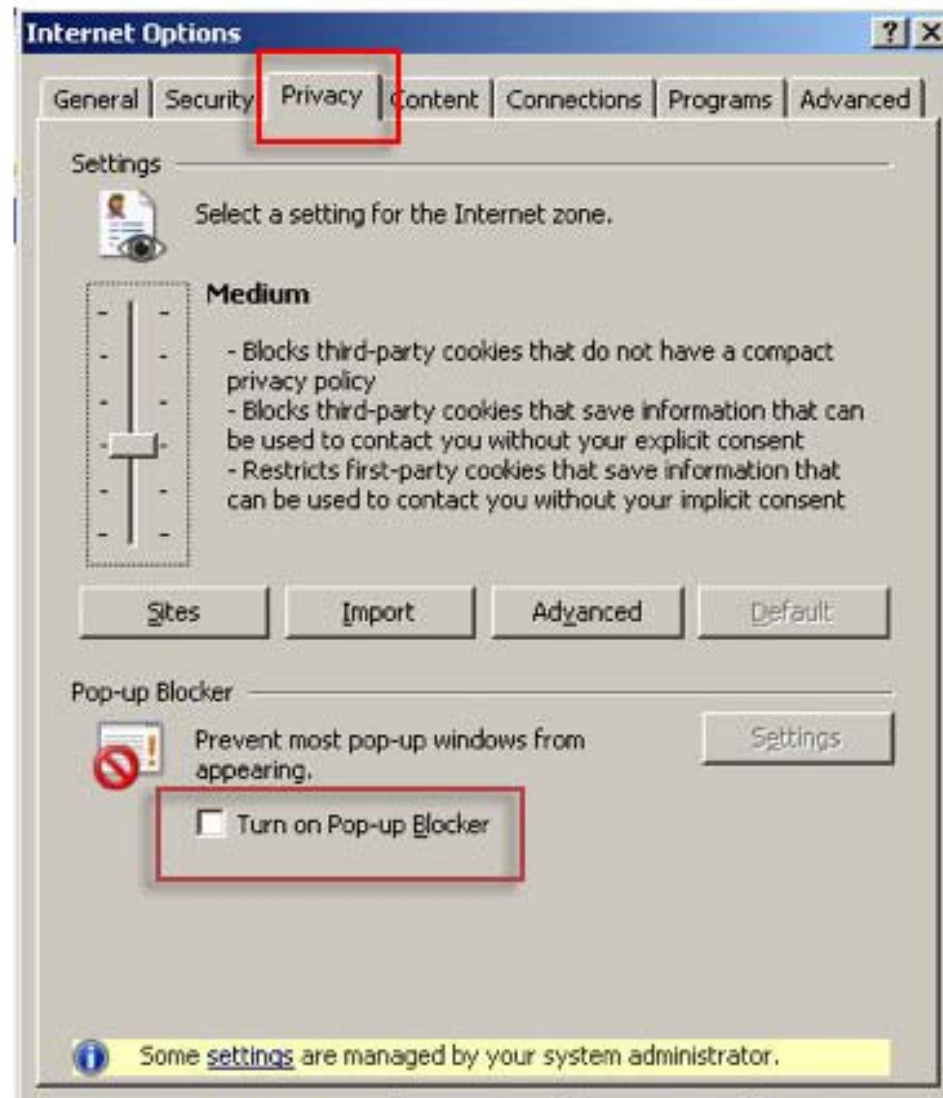 Internet Options
General Security Privacy Content Connections Programs Advanced
Settings
Select a setting for the Internet zone.
Medium
- Blocks third-party cookies that do not have a compact
privacy policy
- Blocks third-party cookies that save information that can
be used to contact you without your explicit consent
- Restricts first-party cookies that save information that
can be used to contact you without your implicit consent
Sites Import Advanced Default
Pop-up Blocker
Prevent most pop-up windows from
appearing.
Settings
Turn on Pop-up Blocker
Some settings are managed by your system administrator.